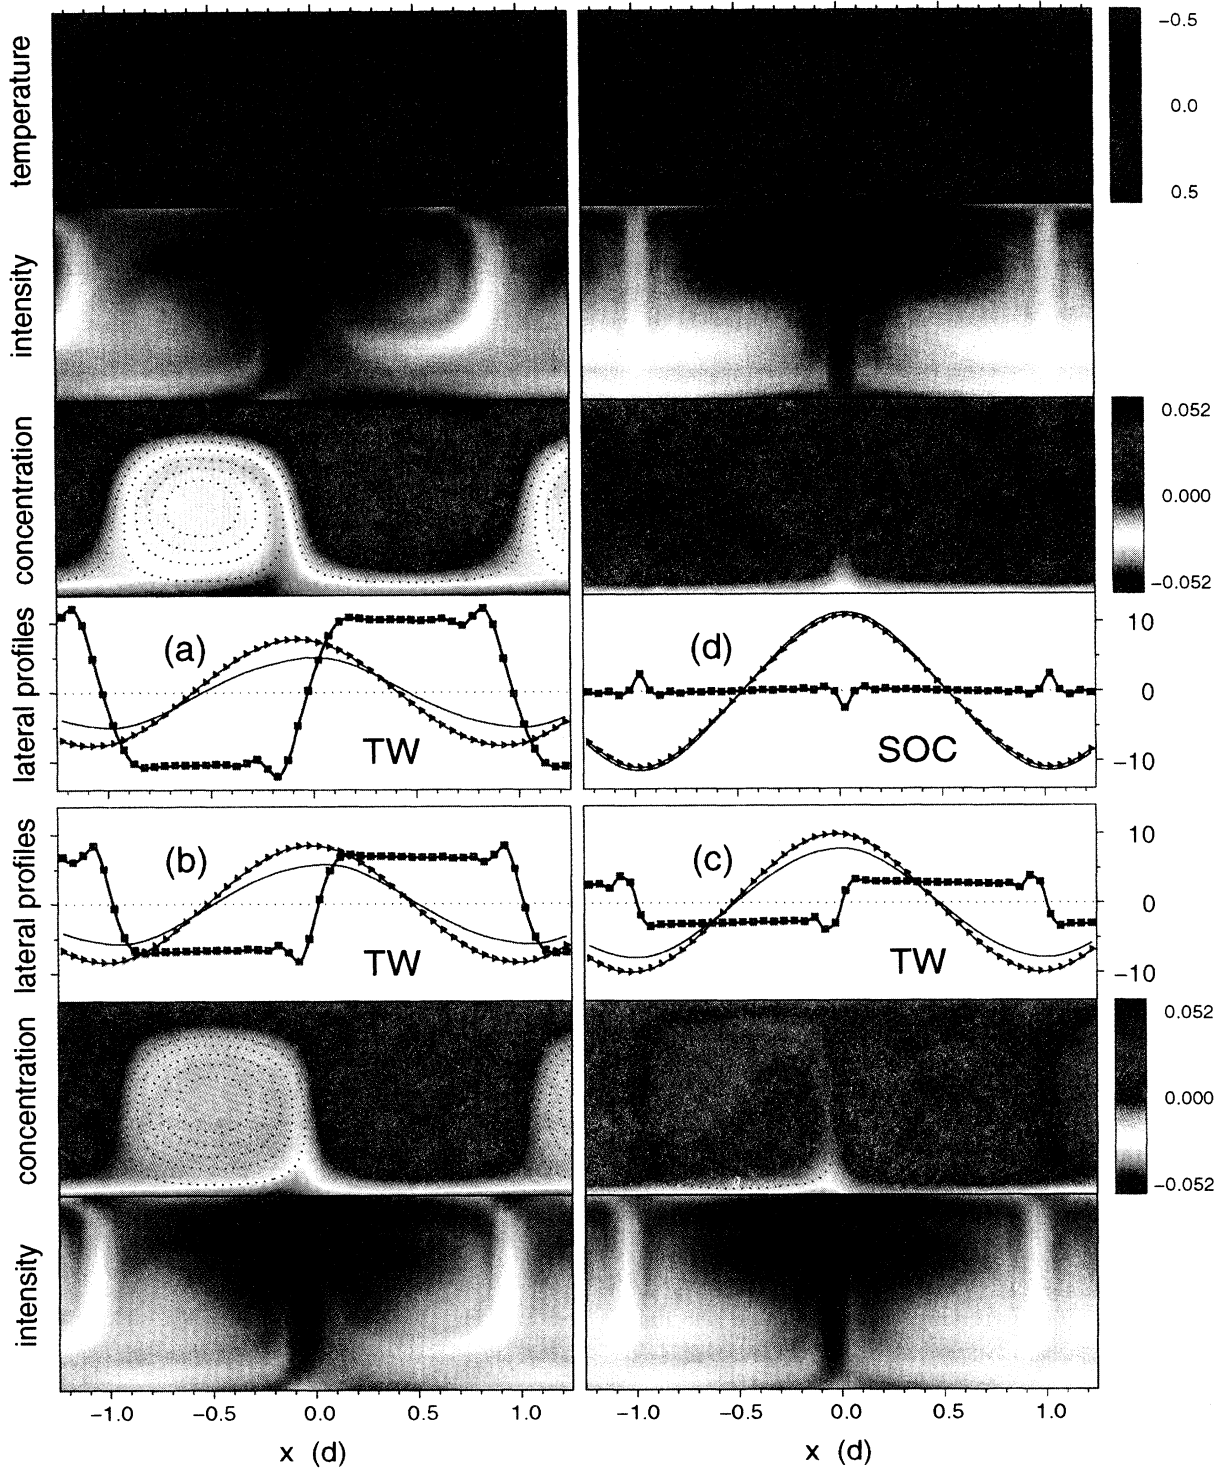 temperature
−0.5
0.0
0.5
intensity
concentration
0.052
0.000
−0.052
lateral profiles
(a)
TW
(d)
SOC
10
0
−10
lateral profiles
(b)
TW
(c)
TW
10
0
−10
concentration
0.052
0.000
−0.052
intensity
−1.0 −0.5 0.0 0.5 1.0
−1.0 −0.5 0.0 0.5 1.0
x (d)
x (d)